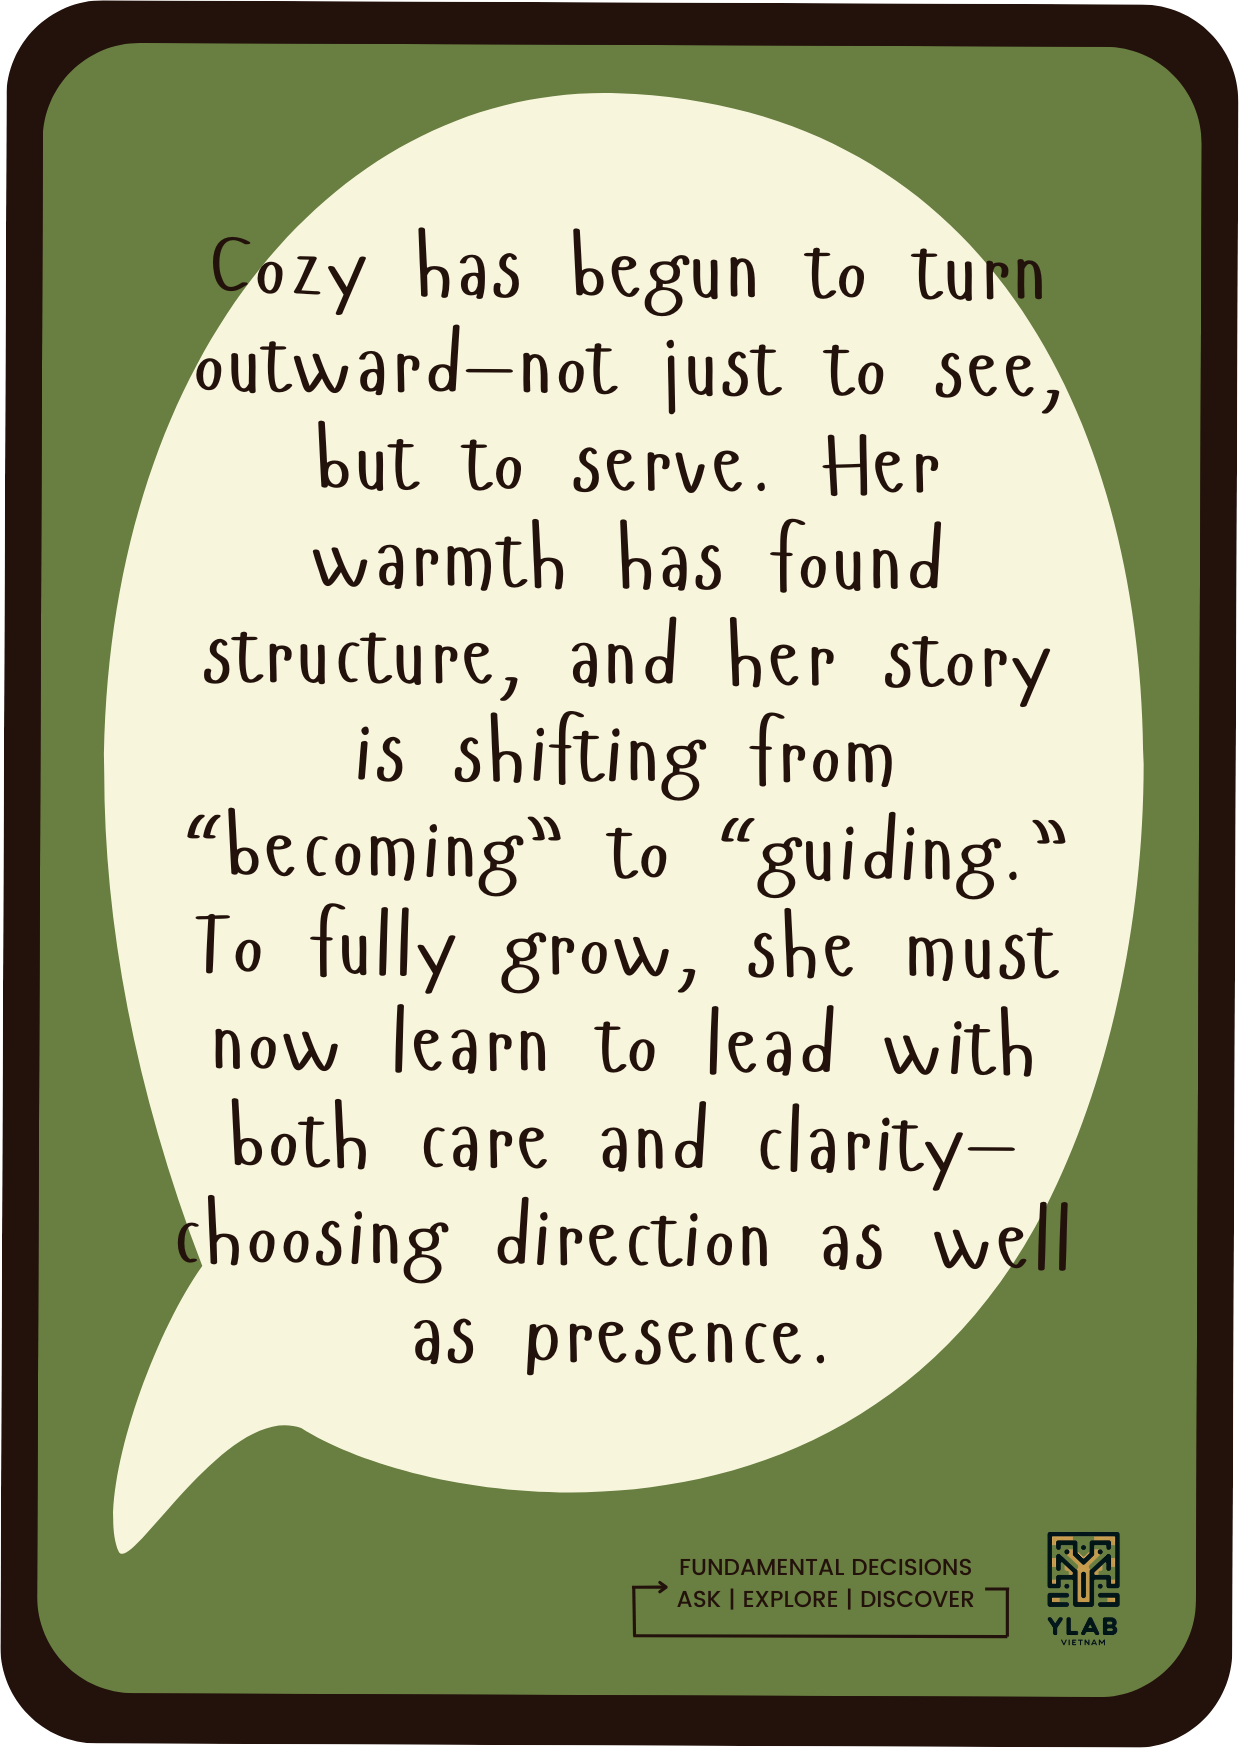 Cozy has begun to turn
outward—not just to see,
but to serve. Her
warmth has found
structure, and her story
is shifting from
“becoming” to “guiding.”
To fully grow, she must
now learn to lead with
both care and clarity—
choosing direction as well
as presence.
FUNDAMENTAL DECISIONS
ASK | EXPLORE | DISCOVER
YLAB
VIETNAM